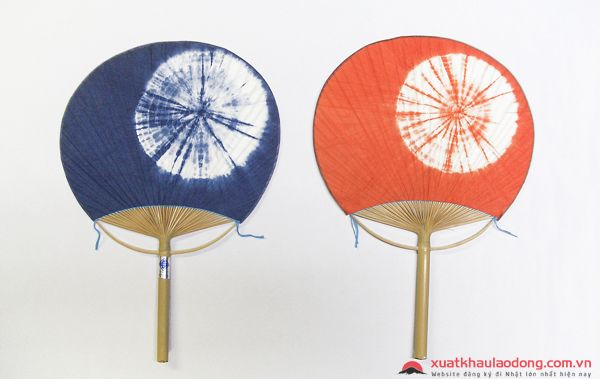 xuatkhaulaodong.com.vn
Website đăng ký đi Nhật lớn nhất hiện nay